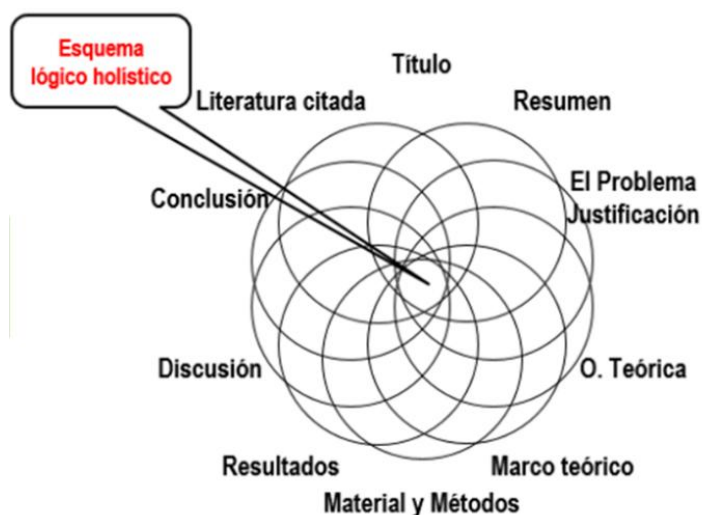 Esquema
lógico holístico
Título
Literatura citada
Resumen
El Problema
Justificación
Conclusión
Discusión
O. Teórica
Resultados
Marco teórico
Material y Métodos